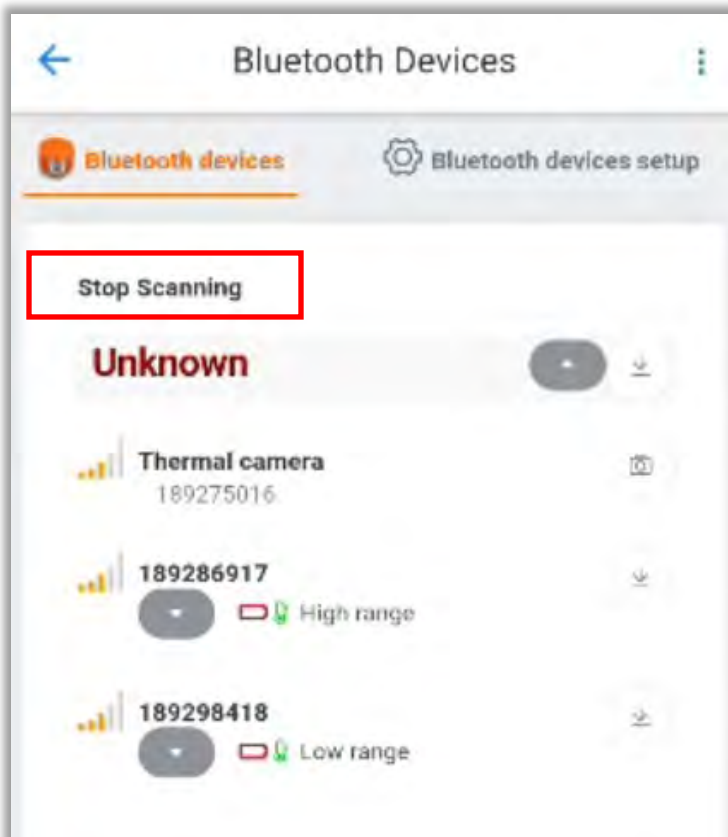 Bluetooth Devices
Bluetooth devices
Bluetooth devices setup
Stop Scanning
Unknown
Thermal camera
189275016
189286917
High range
189298418
Low range